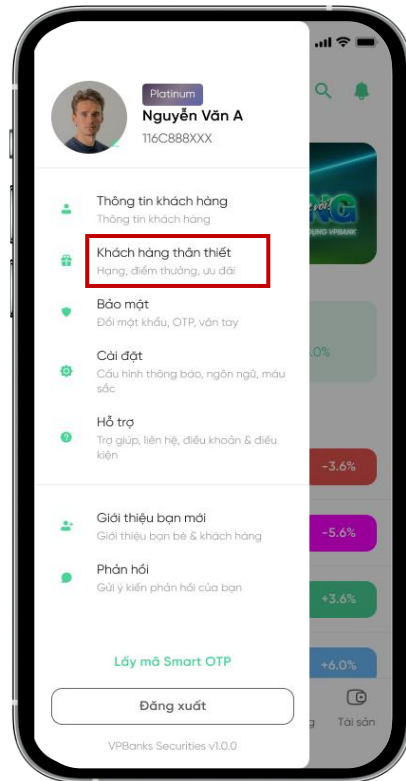 Platinum
Nguyễn Văn A
116C888XXX
Thông tin khách hàng
Thông tin khách hàng
Khách hàng thân thiết
Hạng, điểm thưởng, ưu đãi
Bảo mật
Đổi mật khẩu, OTP, vân tay
Cài đặt
Cấu hình thông báo, ngôn ngữ, màu
sắc
Hỗ trợ
Trợ giúp, liên hệ, điều khoản & điều
kiện
Giới thiệu bạn mới
Giới thiệu bạn bè & khách hàng
Phản hồi
Gửi ý kiến phản hồi của bạn
Lấy mã Smart OTP
Đăng xuất
VPBanks Securities v1.0.0
VPBANK
.0%
-3.6%
-5.6%
+3.6%
+6.0%
g
Tài sản